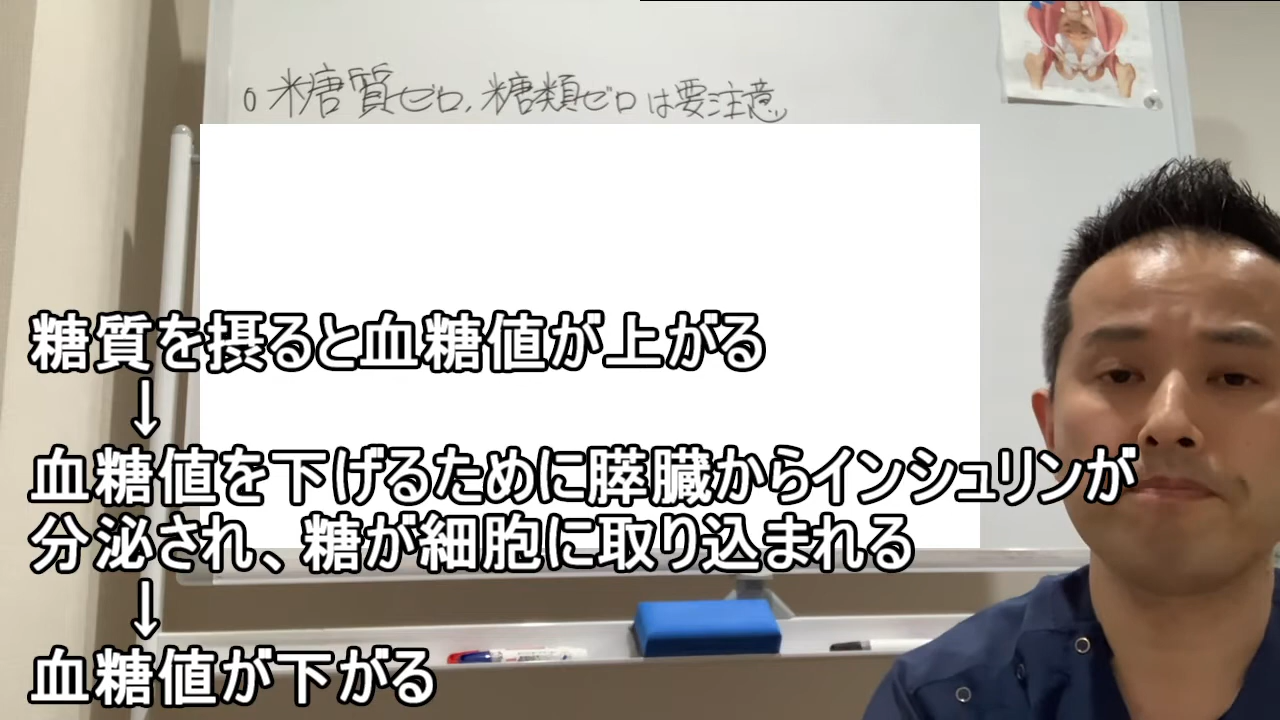 ○糖質ゼロ,糖類ゼロは要注意
糖質を摂ると血糖値が上がる
↓
血糖値を下げるために膵臓からインシュリンが
分泌され、糖が細胞に取り込まれる
↓
血糖値が下がる